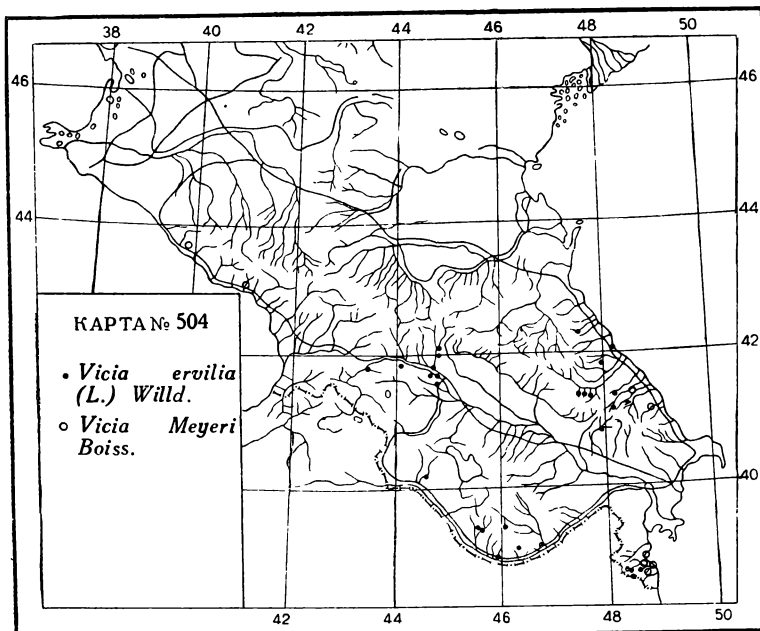 38 40 42 44 46 48 50
46 46
44 44
КАРТА № 504
42
• Vicia ervilia
(L.) Willd.
○ Vicia Meyeri
Boiss.
40
42 44 46 48 50